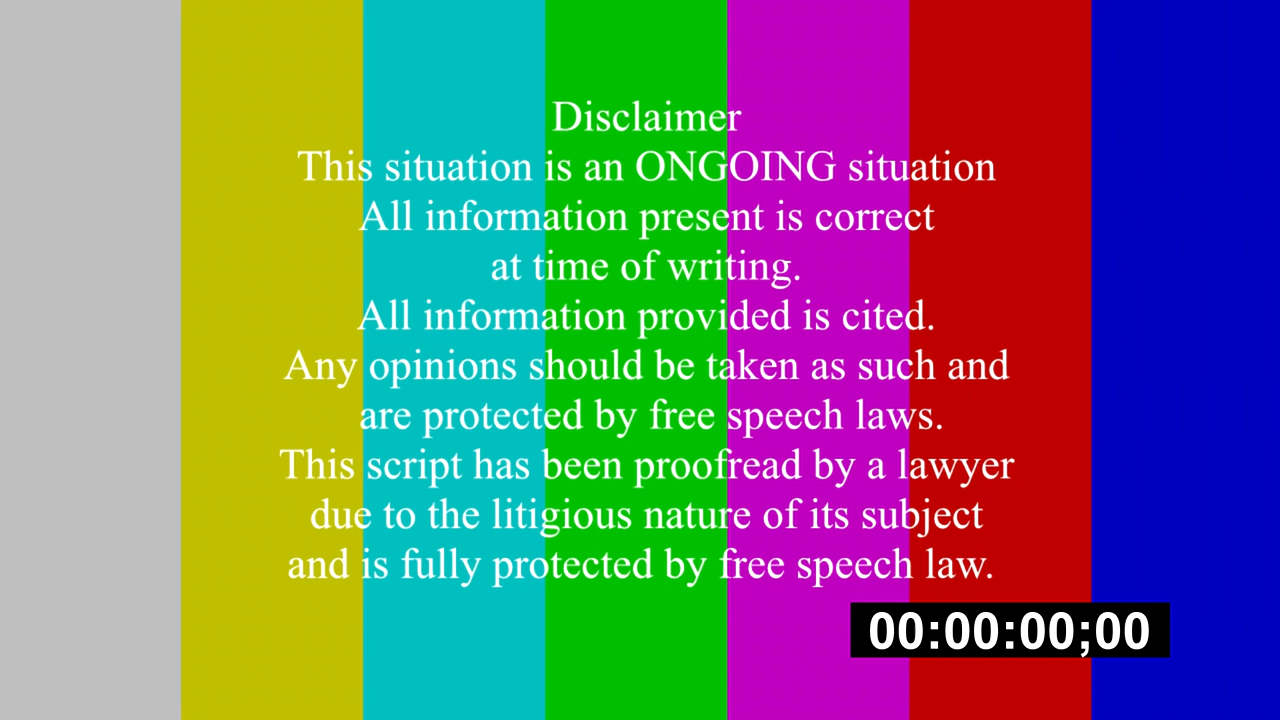 Disclaimer
This situation is an ONGOING situation
All information present is correct
at time of writing.
All information provided is cited.
Any opinions should be taken as such and
are protected by free speech laws.
This script has been proofread by a lawyer
due to the litigious nature of its subject
and is fully protected by free speech law.
00:00:00;00